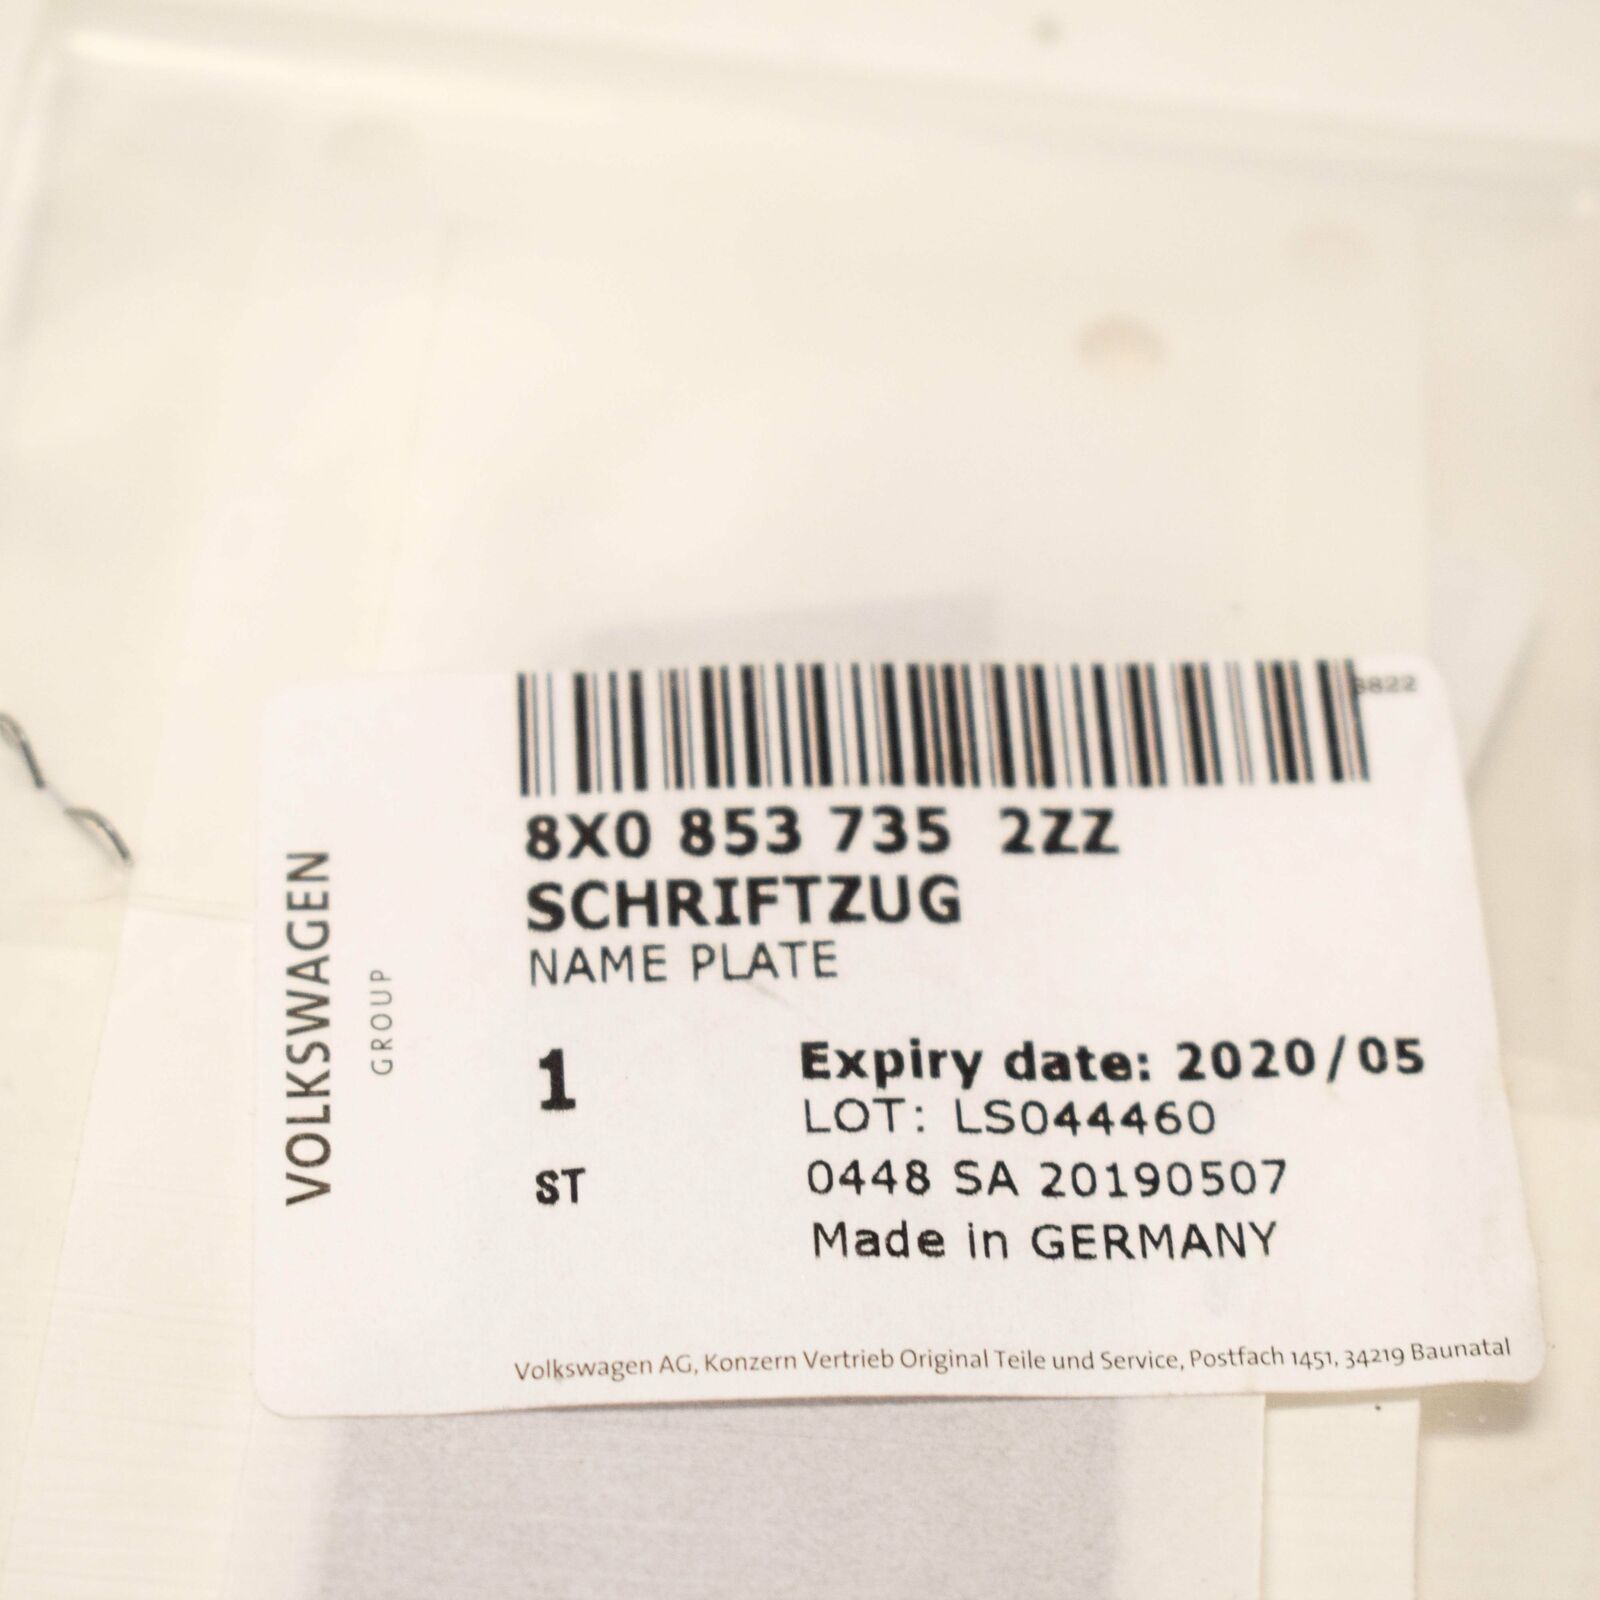 8X0 853 735 2ZZ
SCHRIFTZUG
NAME PLATE
1
ST
Expiry date: 2020/05
LOT: LS044460
0448 SA 20190507
Made in GERMANY
VOLKSWAGEN
GROUP
Volkswagen AG, Konzern Vertrieb Original Teile und Service, Postfach 1451, 34219 Baunatal